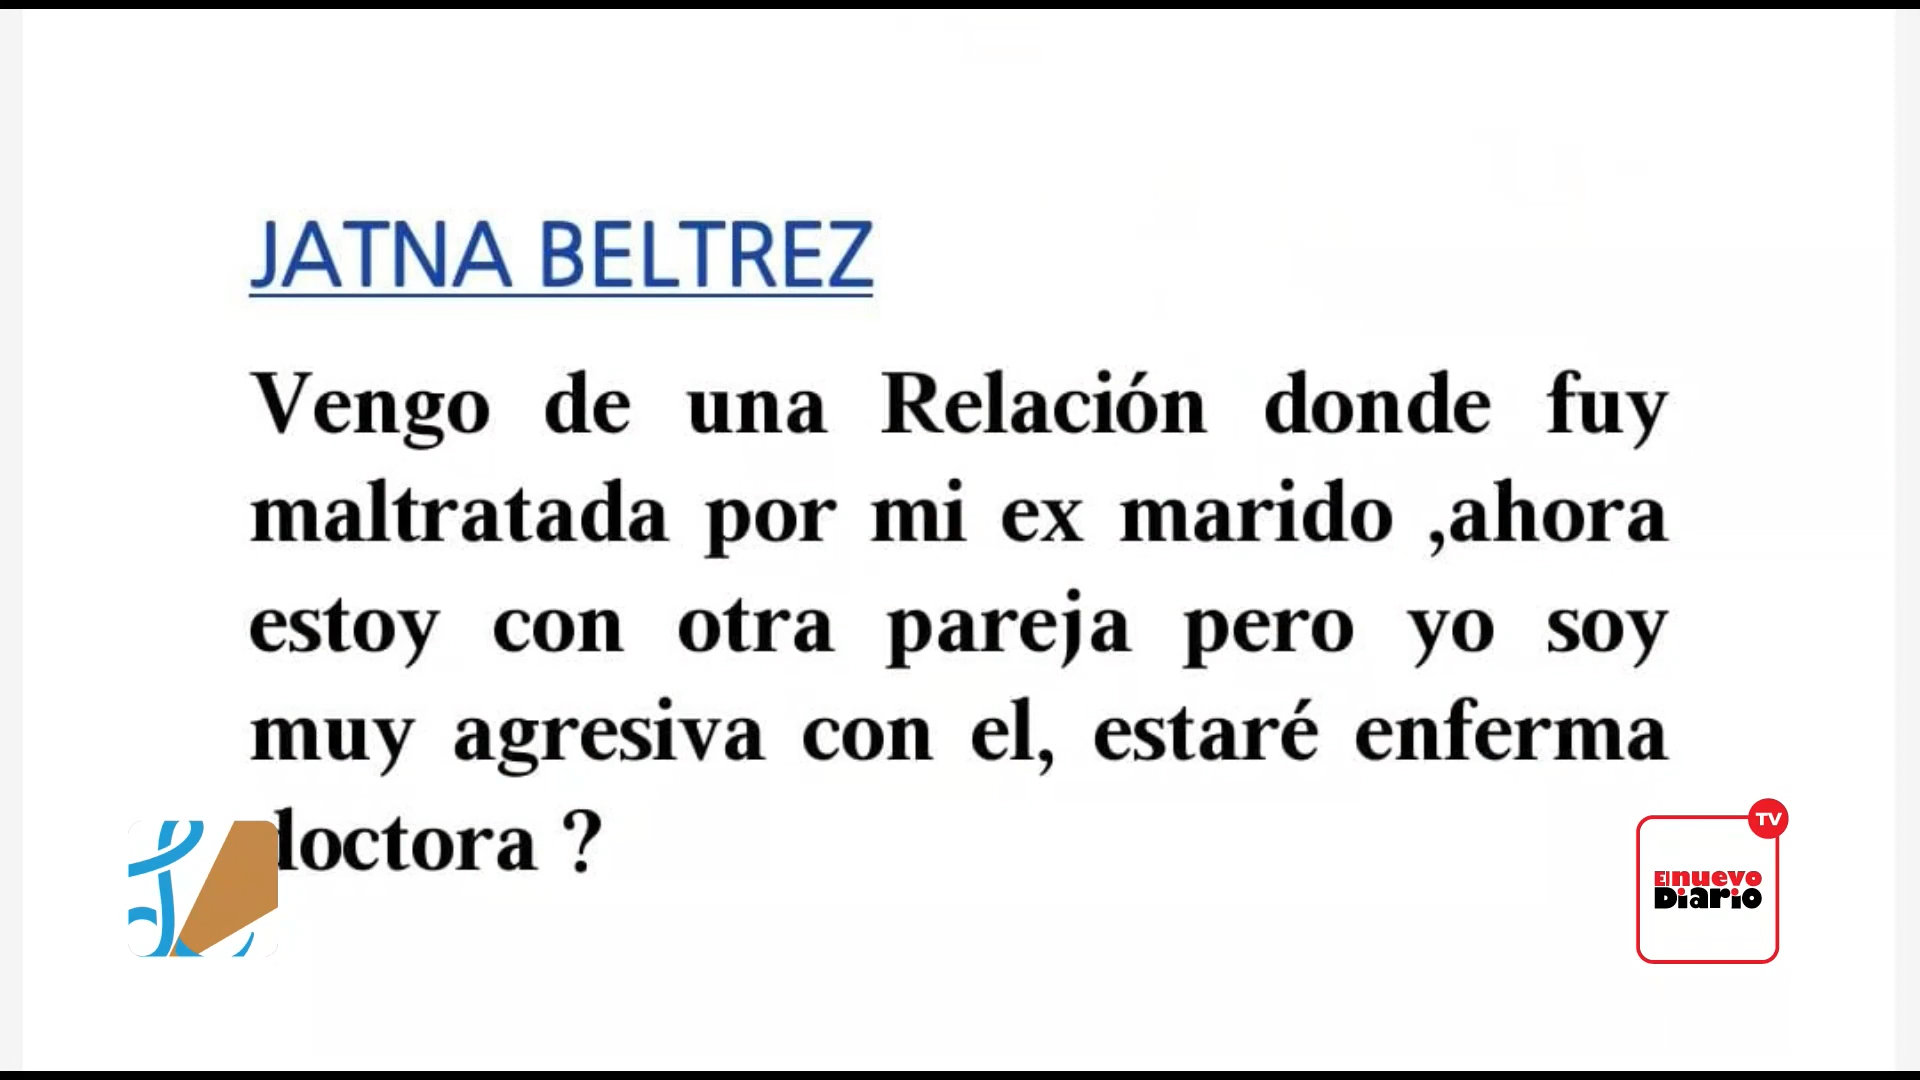 JATNA BELTREZ
Vengo de una Relación donde fuy
maltratada por mi ex marido ,ahora
estoy con otra pareja pero yo soy
muy agresiva con el, estaré enferma
doctora ?
TV
El nuevo
Diario